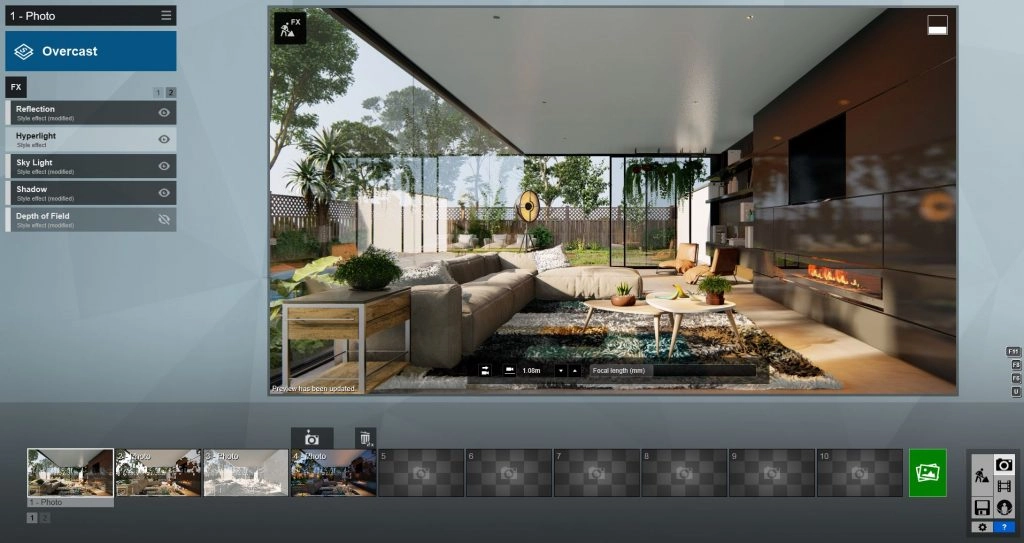 1 - Photo
Overcast
FX
1 2
Reflection
Style effect (modified)
Hyperlight
Style effect
Sky Light
Style effect (modified)
Shadow
Style effect (modified)
Depth of Field
Style effect (modified)
FX
1.08m
Focal length (mm)
Preview has been updated.
F11
F8
U
2 - Photo
3 - Photo
4 - Photo
5
6
7
8
9
10
1 - Photo
1 2
?